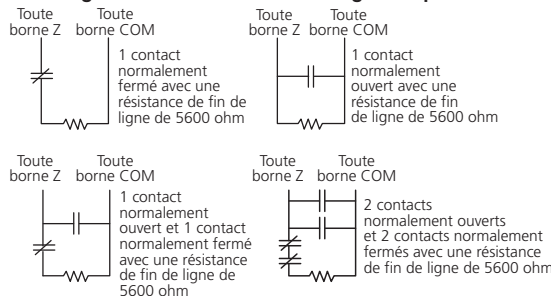 Toute Toute
borne Z borne COM
1 contact
normalement
fermé avec une
résistance de fin de
ligne de 5600 ohm
Toute Toute
borne Z borne COM
1 contact
normalement
ouvert avec une
résistance de fin
de ligne de 5600 ohm
Toute Toute
borne Z borne COM
1 contact
normalement
ouvert et 1 contact
normalement fermé
avec une résistance
de fin de ligne de
5600 ohm
Toute Toute
borne Z borne COM
2 contacts
normalement ouverts
et 2 contacts normalement
fermés avec une résistance
de fin de ligne de 5600 ohm